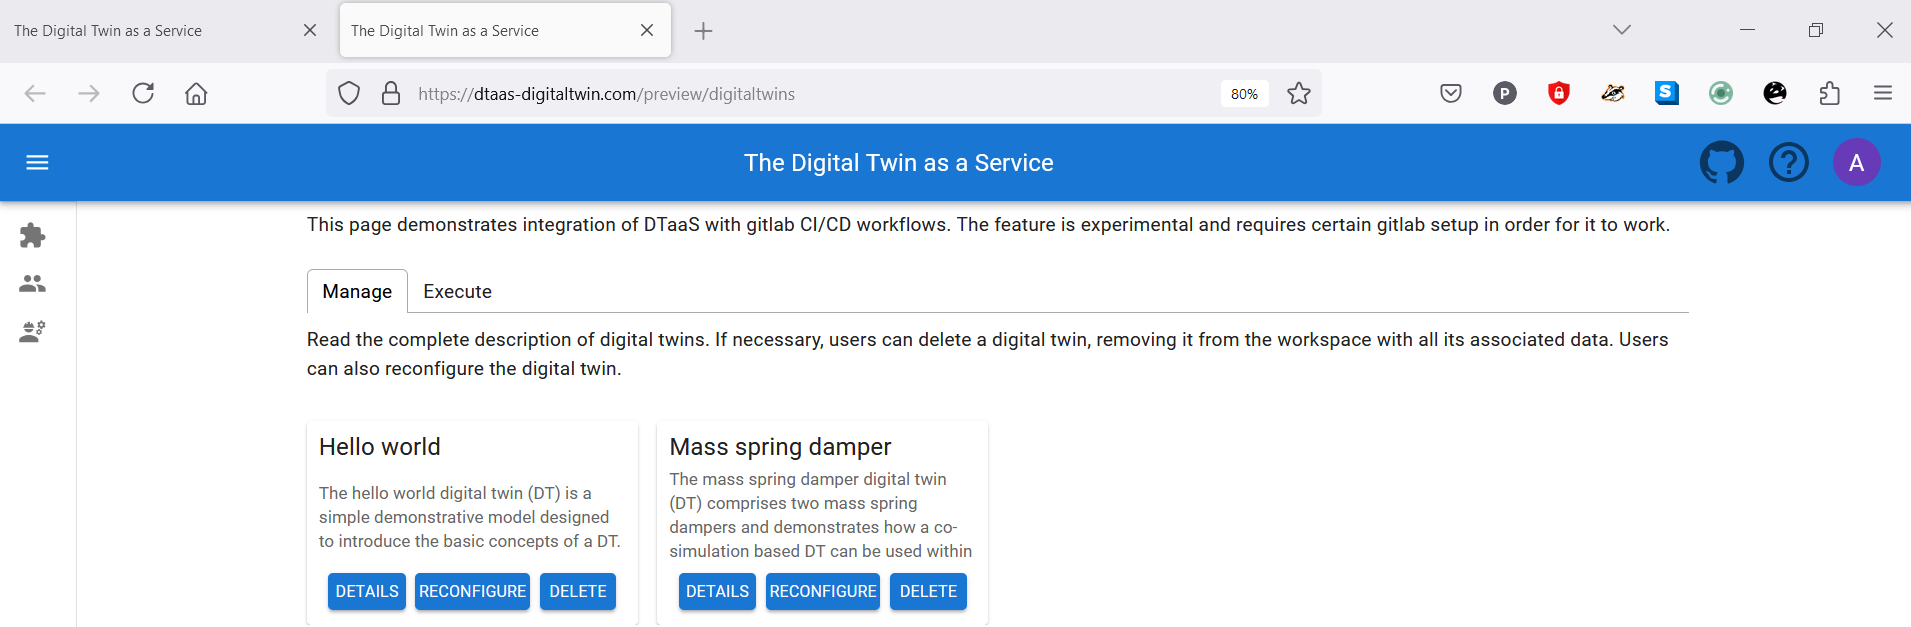 The Digital Twin as a Service
The Digital Twin as a Service
https://dtaas-digitaltwin.com/preview/digitaltwins
80%
P
S
The Digital Twin as a Service
?
A
This page demonstrates integration of DTaaS with gitlab CI/CD workflows. The feature is experimental and requires certain gitlab setup in order for it to work.
Manage
Execute
Read the complete description of digital twins. If necessary, users can delete a digital twin, removing it from the workspace with all its associated data. Users
can also reconfigure the digital twin.
Hello world
The hello world digital twin (DT) is a
simple demonstrative model designed
to introduce the basic concepts of a DT.
DETAILS
RECONFIGURE
DELETE
Mass spring damper
The mass spring damper digital twin
(DT) comprises two mass spring
dampers and demonstrates how a co-
simulation based DT can be used within
DETAILS
RECONFIGURE
DELETE